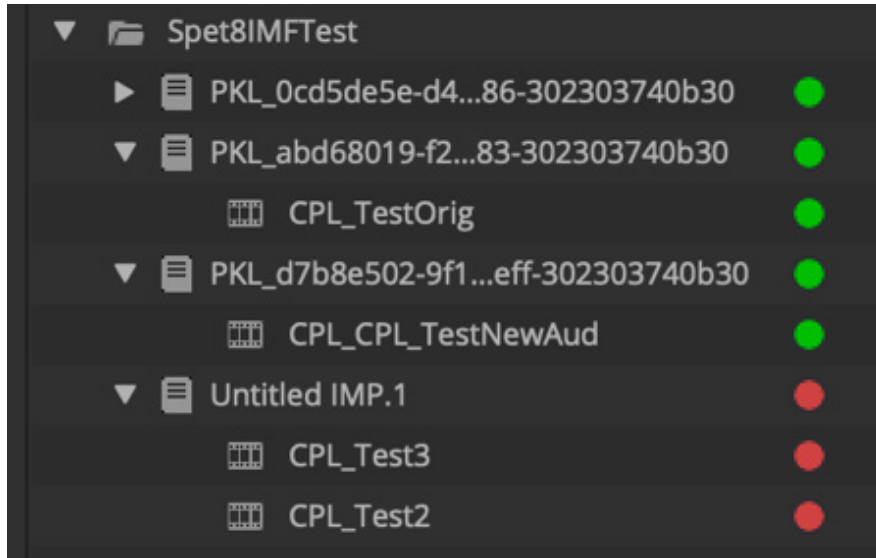 Spet8IMFTest
PKL_0cd5de5e-d4...86-302303740b30
PKL_abd68019-f2...83-302303740b30
CPL_TestOrig
PKL_d7b8e502-9f1...eff-302303740b30
CPL_CPL_TestNewAud
Untitled IMP.1
CPL_Test3
CPL_Test2